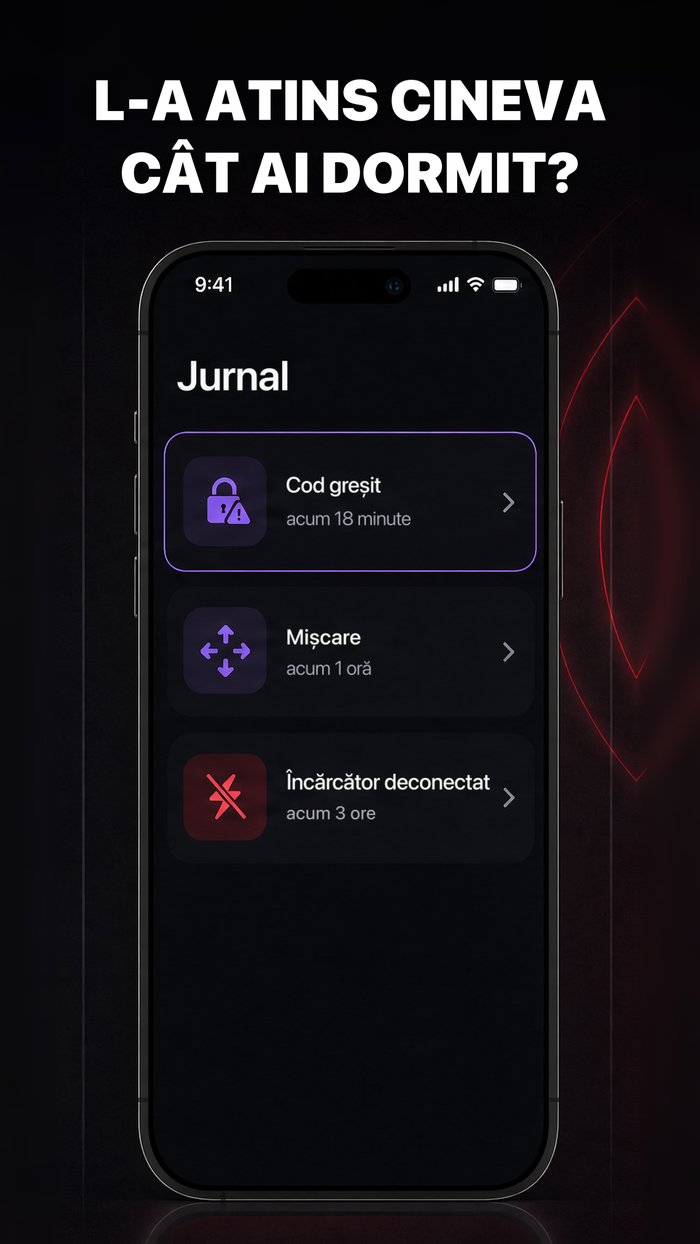 L-A ATINS CINEVA
CÂT AI DORMIT?
9:41
Jurnal
Cod greșit
acum 18 minute
Mișcare
acum 1 oră
Încărcător deconectat
acum 3 ore